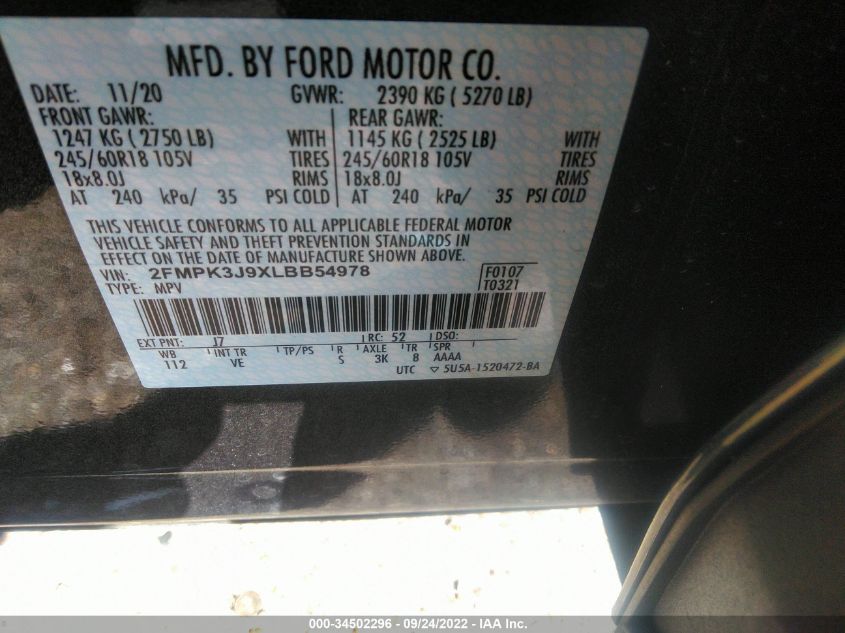 MFD. BY FORD MOTOR CO.
DATE: 11/20 GVWR: 2390 KG ( 5270 LB)
FRONT GAWR: REAR GAWR:
1247 KG ( 2750 LB) WITH 1145 KG ( 2525 LB) WITH
245/60R18 105V TIRES 245/60R18 105V TIRES
18x8.0J RIMS 18x8.0J RIMS
AT 240 kPa/ 35 PSI COLD AT 240 kPa/ 35 PSI COLD
THIS VEHICLE CONFORMS TO ALL APPLICABLE FEDERAL MOTOR
VEHICLE SAFETY AND THEFT PREVENTION STANDARDS IN
EFFECT ON THE DATE OF MANUFACTURE SHOWN ABOVE.
VIN: 2FMPK3J9XLBB54978 F0107
TYPE: MPV T0321
EXT PNT: J7 RC: 52 DSO:
WB INT TR TP/PS R AXLE TR SPR
112 VE S 3K 8 AAAA
UTC ▽ 5U5A-1520472-BA
000-34502296 - 09/24/2022 - IAA Inc.